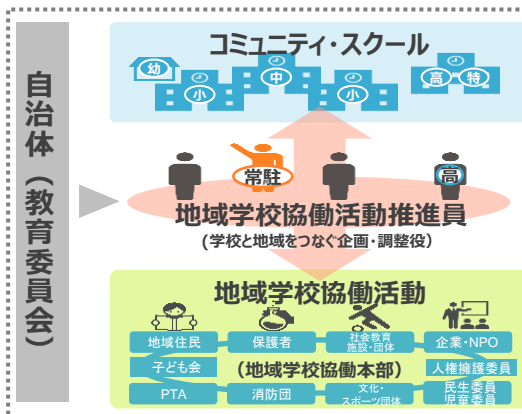 自治体（教育委員会）
コミュニティ・スクール
幼
小
中
小
高
特
常駐
高
地域学校協働活動推進員
(学校と地域をつなぐ企画・調整役)
地域学校協働活動
地域住民
保護者
社会教育
施設・団体
企業・NPO
子ども会
(地域学校協働本部)
人権擁護委員
PTA
消防団
文化・
スポーツ団体
民生委員
児童委員